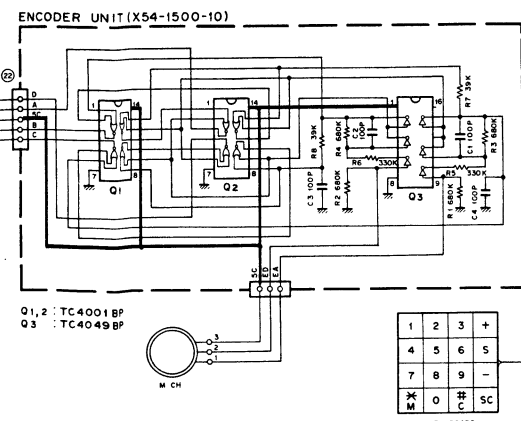 ENCODER UNIT (X54-1500-10)
22
D
A
5C
B
C
1
14
7
8
Q1
1
14
7
8
Q2
R8 39K
C3 100P
R4 680K
C2 100P
R6 330K
R2 680K
1
16
8
9
Q3
R7 39K
C1 100P
R3 680K
R5 330K
R1 680K
C4 100P
5C
ED
EA
Q1,2 : TC4001BP
Q3 : TC4049BP
3
2
1
M CH
1 2 3 +
4 5 6 S
7 8 9 -
* M 0 # C SC